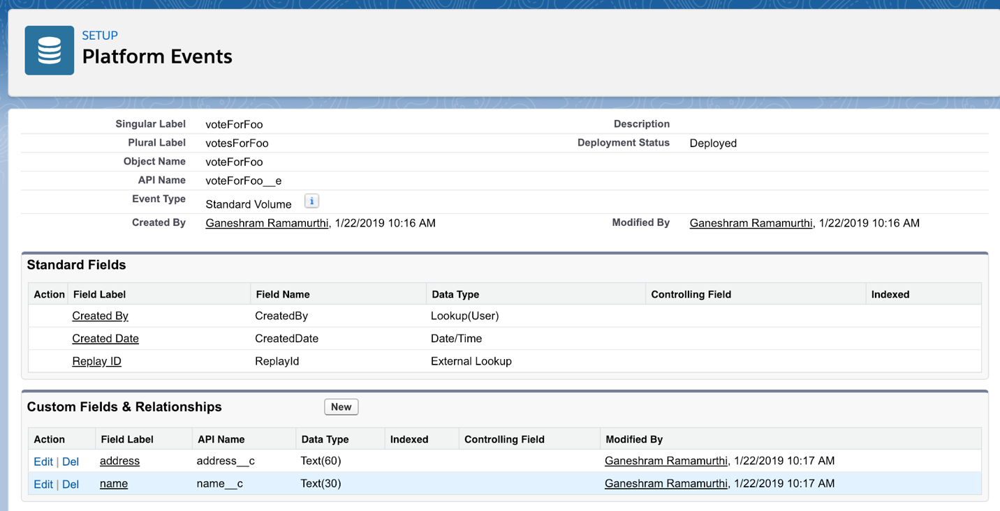 SETUP
Platform Events
Singular Label voteForFoo Description
Plural Label votesForFoo Deployment Status Deployed
Object Name voteForFoo
API Name voteForFoo__e
Event Type Standard Volume i
Created By Ganeshram Ramamurthi, 1/22/2019 10:16 AM Modified By Ganeshram Ramamurthi, 1/22/2019 10:16 AM
Standard Fields
Action Field Label Field Name Data Type Controlling Field Indexed
Created By CreatedBy Lookup(User)
Created Date CreatedDate Date/Time
Replay ID ReplayId External Lookup
Custom Fields & Relationships New
Action Field Label API Name Data Type Indexed Controlling Field Modified By
Edit | Del address address__c Text(60) Ganeshram Ramamurthi, 1/22/2019 10:17 AM
Edit | Del name name__c Text(30) Ganeshram Ramamurthi, 1/22/2019 10:17 AM